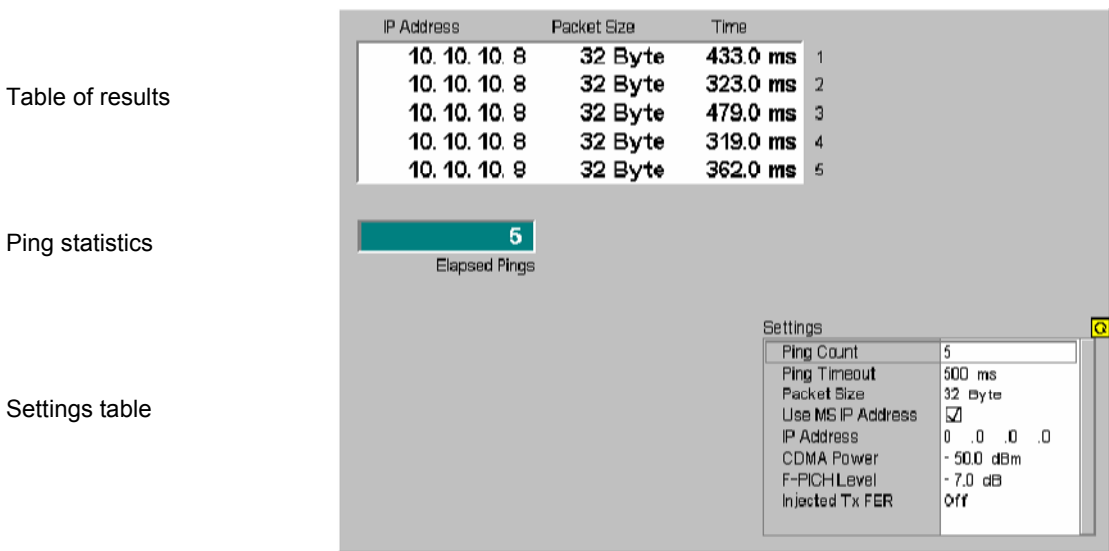 IP Address Packet Size Time
10. 10. 10. 8 32 Byte 433.0 ms 1
10. 10. 10. 8 32 Byte 323.0 ms 2
Table of results
10. 10. 10. 8 32 Byte 479.0 ms 3
10. 10. 10. 8 32 Byte 319.0 ms 4
10. 10. 10. 8 32 Byte 362.0 ms 5
Ping statistics
5
Elapsed Pings
Settings
Ping Count 5
Ping Timeout 500 ms
Packet Size 32 Byte
Settings table
Use MS IP Address
IP Address 0 .0 .0 .0
CDMA Power - 50.0 dBm
F-PICH Level - 7.0 dB
Injected Tx FER Off